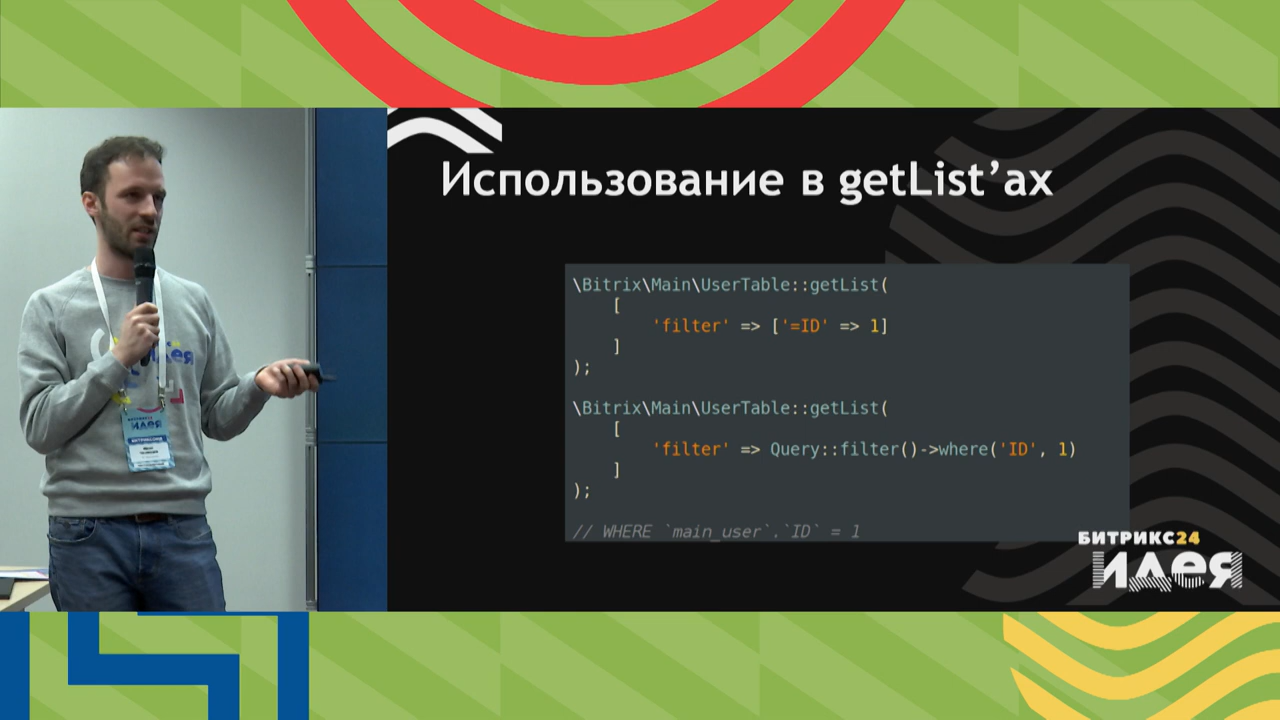 Использование в getList’ах
\Bitrix\Main\UserTable::getList(
    [
        'filter' => ['=ID' => 1]
    ]
);
\Bitrix\Main\UserTable::getList(
    [
        'filter' => Query::filter()->where('ID', 1)
    ]
);
// WHERE `main_user`.`ID` = 1
БИТРИКС24
идея
идея